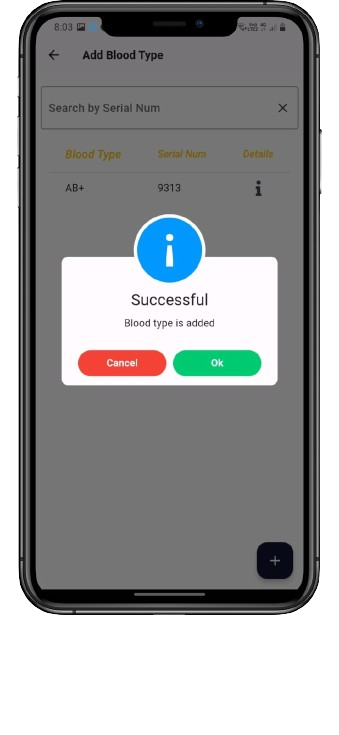 8:03
Add Blood Type
Search by Serial Num
Blood Type Serial Num Details
AB+ 9313
Successful
Blood type is added
Cancel Ok